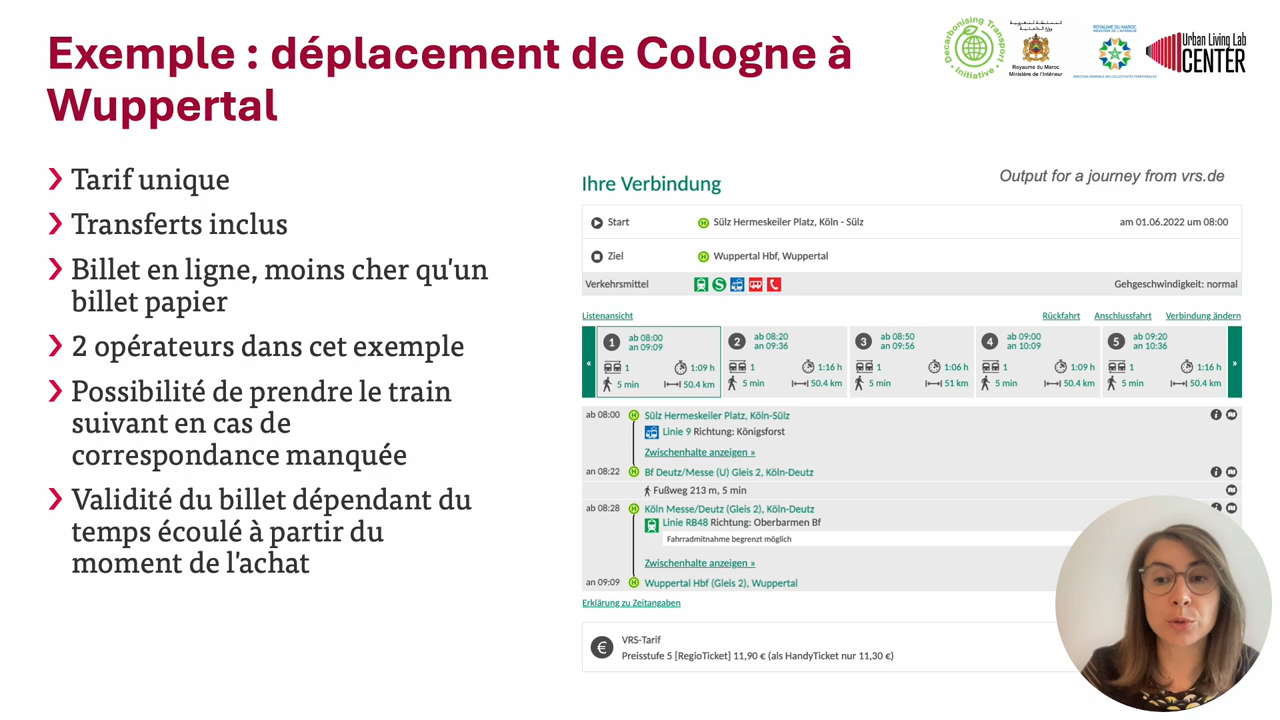 Exemple : déplacement de Cologne à
Wuppertal
Decarbonising Transport
Initiative
Royaume du Maroc
Ministère de l'Intérieur
ROYAUME DU MAROC
MINISTÈRE DE L'INTÉRIEUR
DIRECTION GENERALE DES COLLECTIVITES TERRITORIALES
Urban Living Lab
CENTER
Tarif unique
Transferts inclus
Billet en ligne, moins cher qu'un
billet papier
2 opérateurs dans cet exemple
Possibilité de prendre le train
suivant en cas de
correspondance manquée
Validité du billet dépendant du
temps écoulé à partir du
moment de l'achat
Output for a journey from vrs.de
Ihre Verbindung
Start H Sülz Hermeskeiler Platz, Köln - Sülz am 01.06.2022 um 08:00
Ziel H Wuppertal Hbf, Wuppertal
Verkehrsmittel S Gehgeschwindigkeit: normal
Listenansicht Rückfahrt Anschlussfahrt Verbindung ändern
« 1 ab 08:00 an 09:09 1 1:09 h 5 min 50.4 km
2 ab 08:20 an 09:36 1 1:16 h 5 min 50.4 km
3 ab 08:50 an 09:56 1 1:06 h 5 min 51 km
4 ab 09:00 an 10:09 1 1:09 h 5 min 50.4 km
5 ab 09:20 an 10:36 1 1:16 h 5 min 50.4 km »
ab 08:00 H Sülz Hermeskeiler Platz, Köln-Sülz
Linie 9 Richtung: Königsforst
Zwischenhalte anzeigen »
an 08:22 H Bf Deutz/Messe (U) Gleis 2, Köln-Deutz
Fußweg 213 m, 5 min
ab 08:28 H Köln Messe/Deutz (Gleis 2), Köln-Deutz
Linie RB48 Richtung: Oberbarmen Bf
Fahrradmitnahme begrenzt möglich
Zwischenhalte anzeigen »
an 09:09 H Wuppertal Hbf (Gleis 2), Wuppertal
Erklärung zu Zeitangaben
€ VRS-Tarif
Preisstufe 5 [RegioTicket] 11,90 € (als HandyTicket nur 11,30 €)